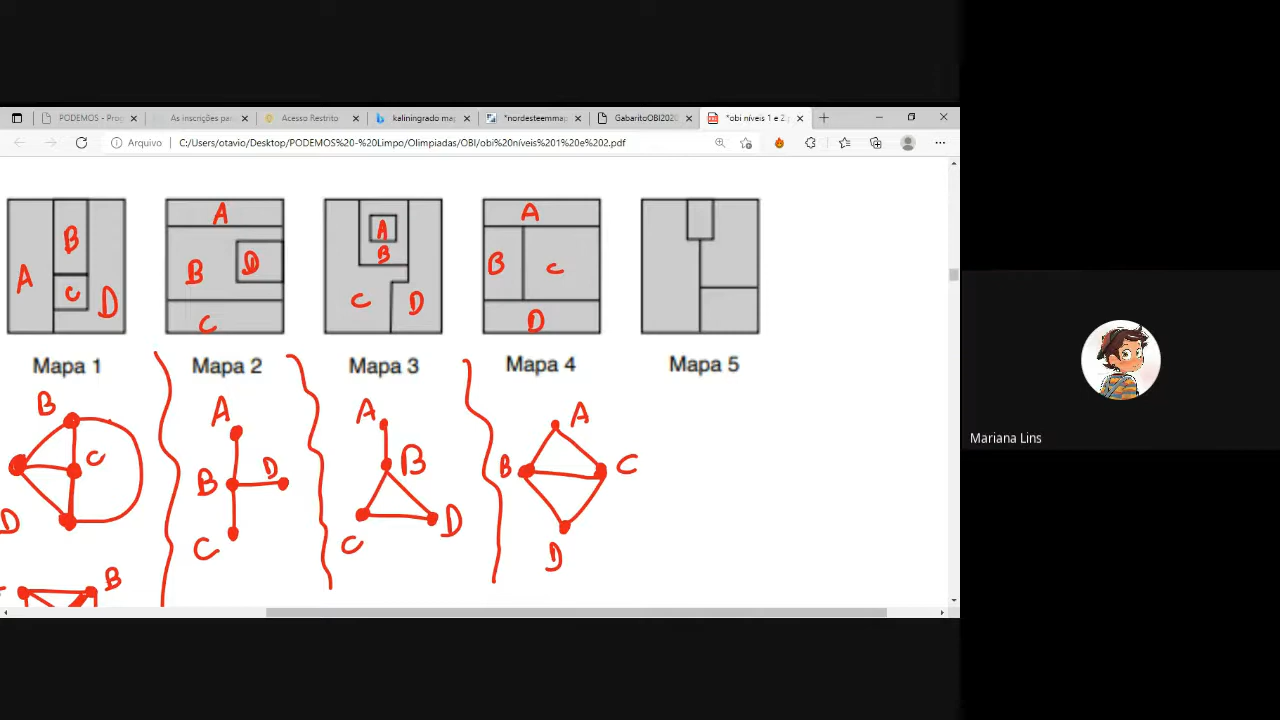 PODEMOS - Prog
As inscrições par
Acesso Restrito
kaliningrado map
*nordesteemmap
GabaritoOBI2020
*obi níveis 1 e 2 p
Arquivo
C:/Users/otavio/Desktop/PODEMOS%20-%20Limpo/Olimpiadas/OBI/obi%20níveis%201%20e%202.pdf
A B C D
A B D C
A B C D
A B C D
Mapa 1
Mapa 2
Mapa 3
Mapa 4
Mapa 5
B C D
A B D C
A B C D
A B C D
B
Mariana Lins